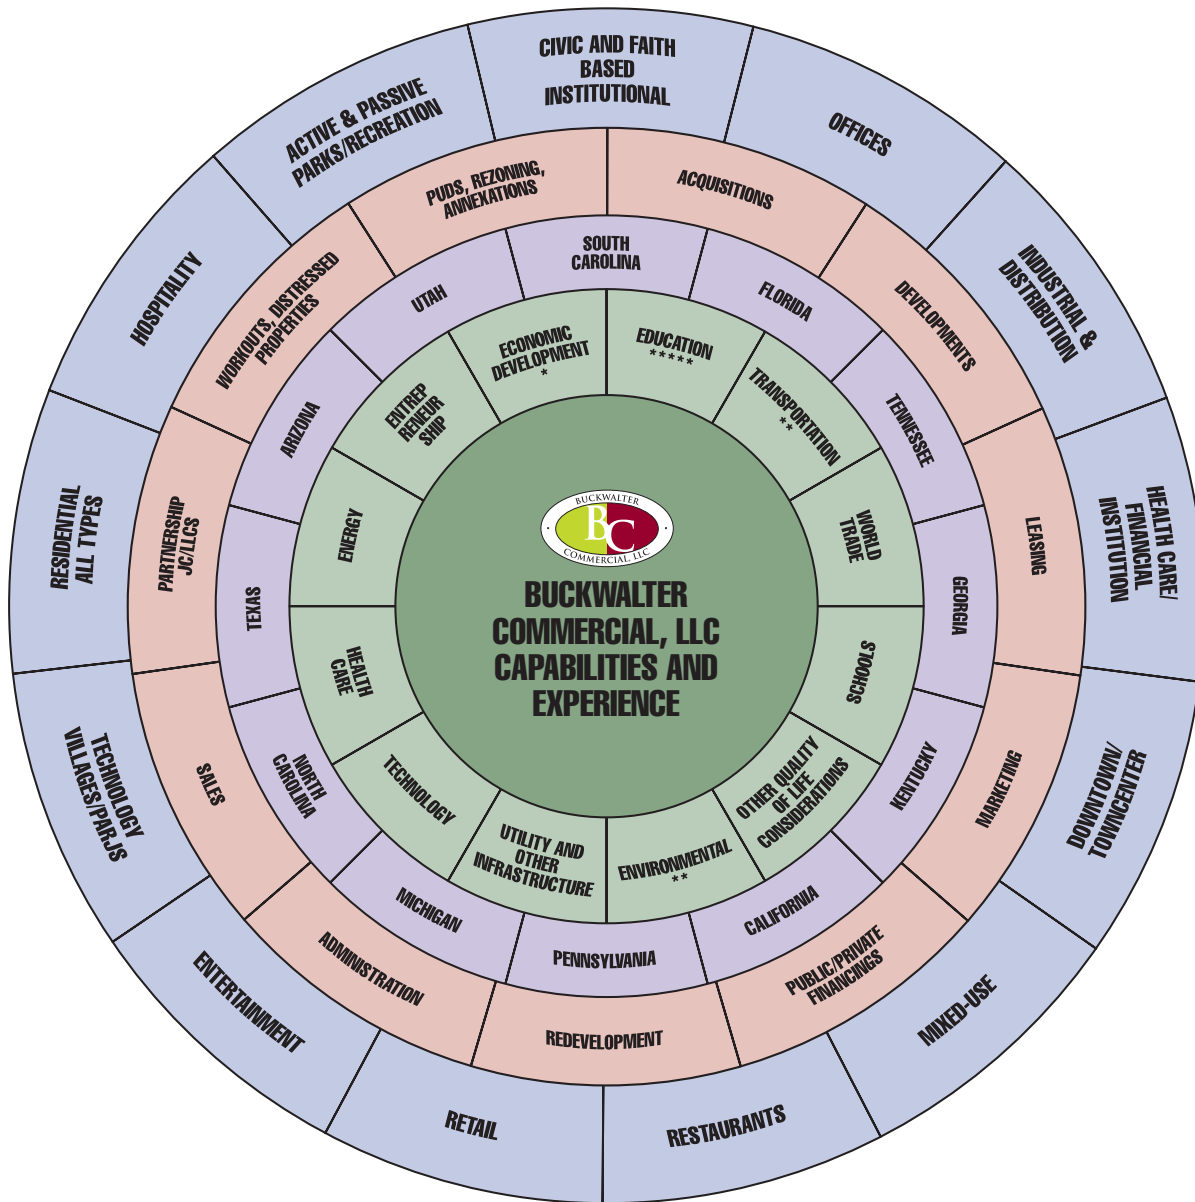 CIVIC AND FAITH
BASED
INSTITUTIONAL
OFFICES
INDUSTRIAL &
DISTRIBUTION
HEALTH CARE/
FINANCIAL
INSTITUTION
DOWNTOWN/
TOWNCENTER
MIXED-USE
RESTAURANTS
RETAIL
ENTERTAINMENT
TECHNOLOGY
VILLAGES/PARJS
RESIDENTIAL
ALL TYPES
HOSPITALITY
ACTIVE & PASSIVE
PARKS/RECREATION
PUDS, REZONING,
ANNEXATIONS
ACQUISITIONS
DEVELOPMENTS
LEASING
MARKETING
PUBLIC/PRIVATE
FINANCINGS
REDEVELOPMENT
ADMINISTRATION
SALES
PARTNERSHIP
JC/LLCS
WORKOUTS, DISTRESSED
PROPERTIES
SOUTH
CAROLINA
FLORIDA
TENNESSEE
GEORGIA
KENTUCKY
CALIFORNIA
PENNSYLVANIA
MICHIGAN
NORTH
CAROLINA
TEXAS
ARIZONA
UTAH
ECONOMIC
DEVELOPMENT
*
EDUCATION
*****
TRANSPORTATION
**
WORLD
TRADE
SCHOOLS
OTHER QUALITY
OF LIFE
CONSIDERATIONS
ENVIRONMENTAL
**
UTILITY AND
OTHER
INFRASTRUCTURE
TECHNOLOGY
HEALTH
CARE
ENERGY
ENTREP
RENEUR
SHIP
BUCKWALTER
BC
COMMERCIAL, LLC
BUCKWALTER
COMMERCIAL, LLC
CAPABILITIES AND
EXPERIENCE